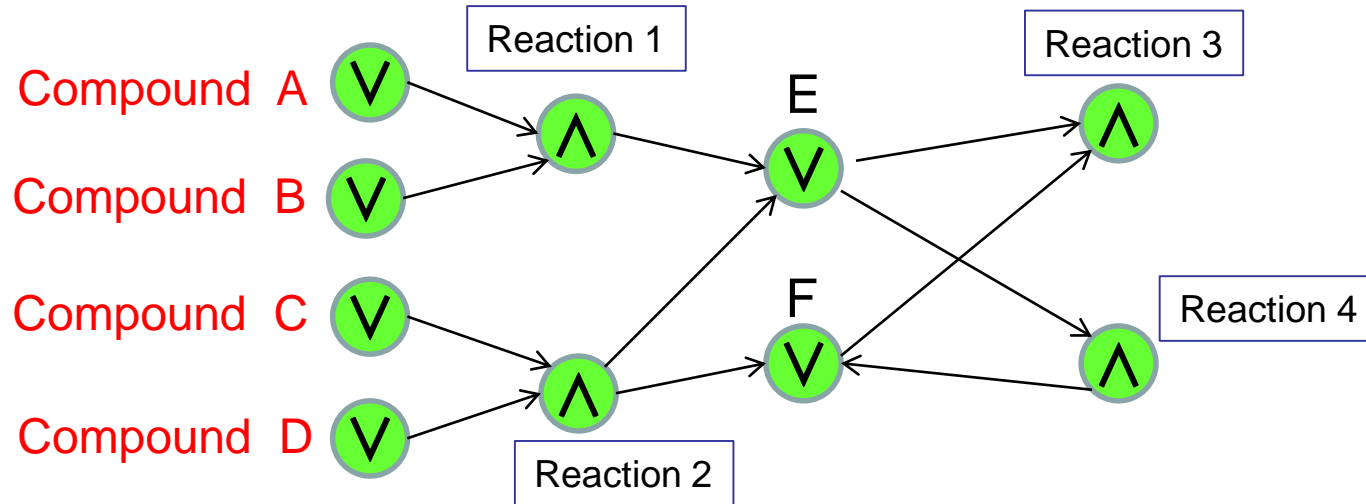 Reaction 1
Reaction 3
Compound A
∨
∧
E
∨
∧
Compound B
∨
F
Compound C
∨
Reaction 4
∧
∨
∧
Compound D
∨
Reaction 2